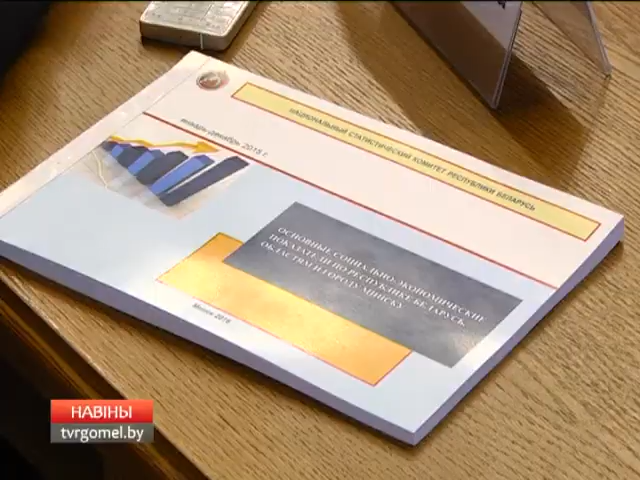 НАЦИОНАЛЬНЫЙ СТАТИСТИЧЕСКИЙ КОМИТЕТ РЕСПУБЛИКИ БЕЛАРУСЬ
январь-декабрь 2015 г.
ОСНОВНЫЕ СОЦИАЛЬНО-ЭКОНОМИЧЕСКИЕ
ПОКАЗАТЕЛИ ПО РЕСПУБЛИКЕ БЕЛАРУСЬ,
ОБЛАСТЯМ И ГОРОДУ МИНСКУ
Минск 2016
НАВІНЫ
tvrgomel.by